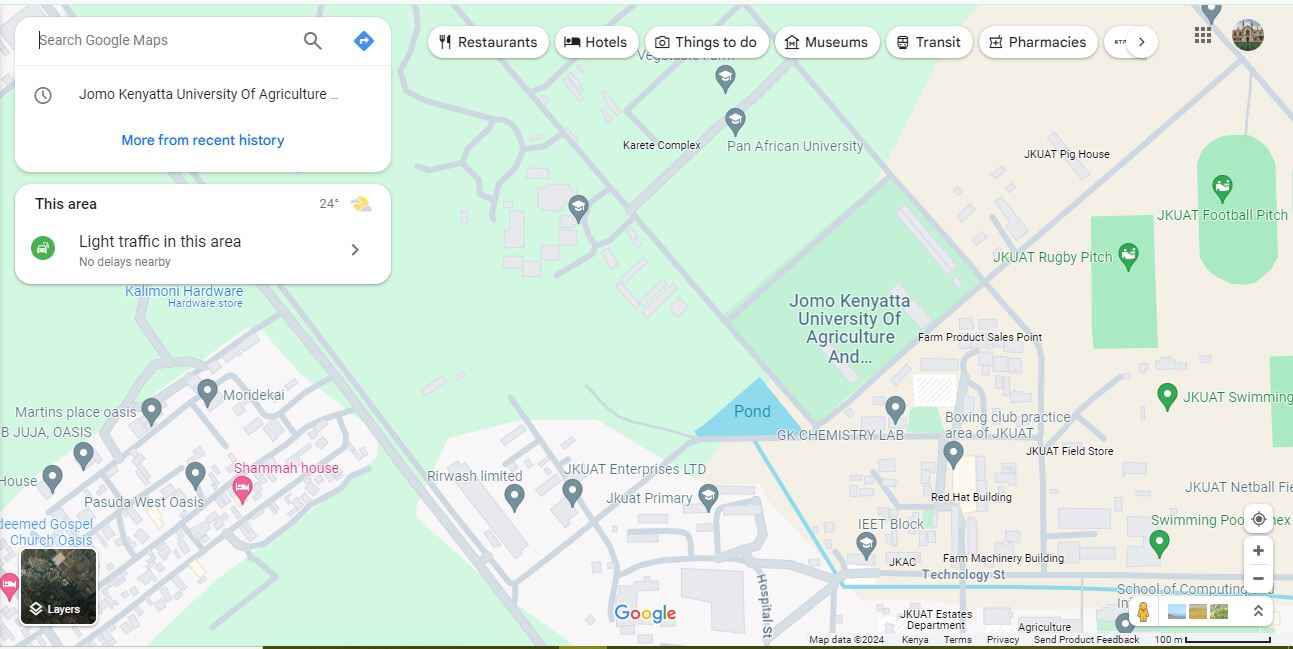 Search Google Maps
Restaurants
Hotels
Things to do
Museums
Transit
Pharmacies
Jomo Kenyatta University Of Agriculture ...
More from recent history
This area
24°
Light traffic in this area
No delays nearby
Vegetable Farm
Karete Complex
Pan African University
JKUAT Pig House
JKUAT Football Pitch
JKUAT Rugby Pitch
Kalimoni Hardware
Hardware store
Jomo Kenyatta
University Of
Agriculture
And...
Farm Product Sales Point
Moridekai
Martins place oasis
B JUJA, OASIS
Pond
JKUAT Swimming
GK CHEMISTRY LAB
Boxing club practice
area of JKUAT
JKUAT Field Store
House
Shammah house
Pasuda West Oasis
Rirwash limited
JKUAT Enterprises LTD
Jkuat Primary
JKUAT Netball Fie
Red Hat Building
deemed Gospel
Church Oasis
IEET Block
Swimming Poo
nex
JKAC
Farm Machinery Building
Technology St
School of Computing and
In
Hospital St
Layers
Google
JKUAT Estates
Department
Agriculture
Map data ©2024
Kenya
Terms
Privacy
Send Product Feedback
100 m